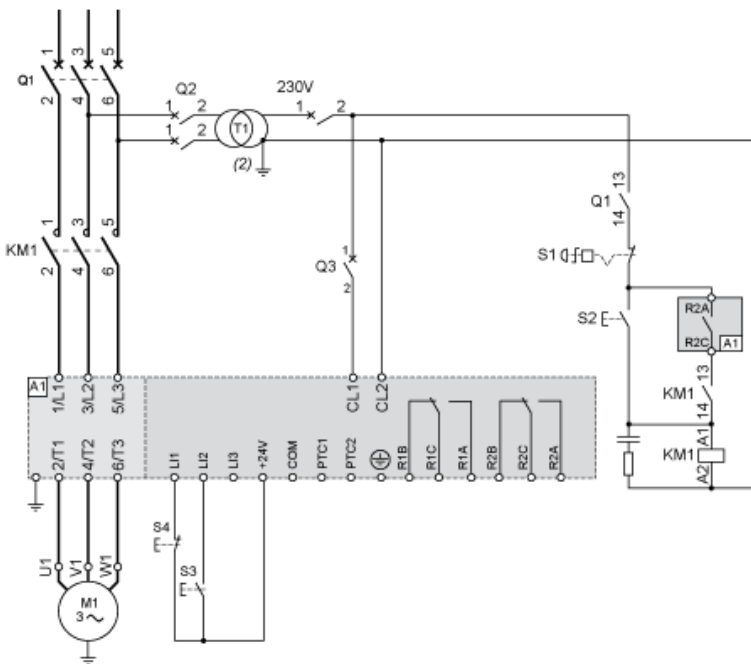 1 3 5
Q1
2 4 6
Q2
1 2
1 2
T1
(2)
230V
1 2
13
Q1
14
1 3 5
KM1
2 4 6
1
Q3
2
S1
S2
R2A
R2C
A1
13
KM1
14
A1
KM1
A2
A1
1/L1 3/L2 5/L3
CL1 CL2
2/T1 4/T2 6/T3
LI1 LI2 LI3 +24V COM PTC1 PTC2 R1B R1C R1A R2B R2C R2A
S4
S3
U1 V1 W1
M1
3 ~